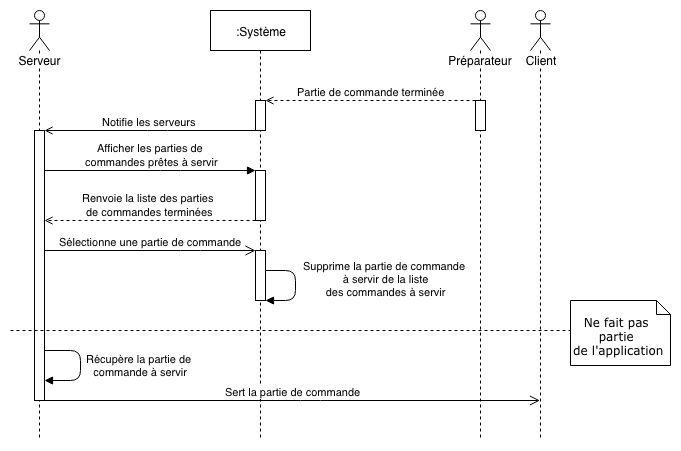 :Système
Serveur
Préparateur
Client
Partie de commande terminée
Notifie les serveurs
Afficher les parties de
commandes prêtes à servir
Renvoie la liste des parties
de commandes terminées
Sélectionne une partie de commande
Supprime la partie de commande
à servir de la liste
des commandes à servir
Ne fait pas
partie
de l'application
Récupère la partie de
commande à servir
Sert la partie de commande